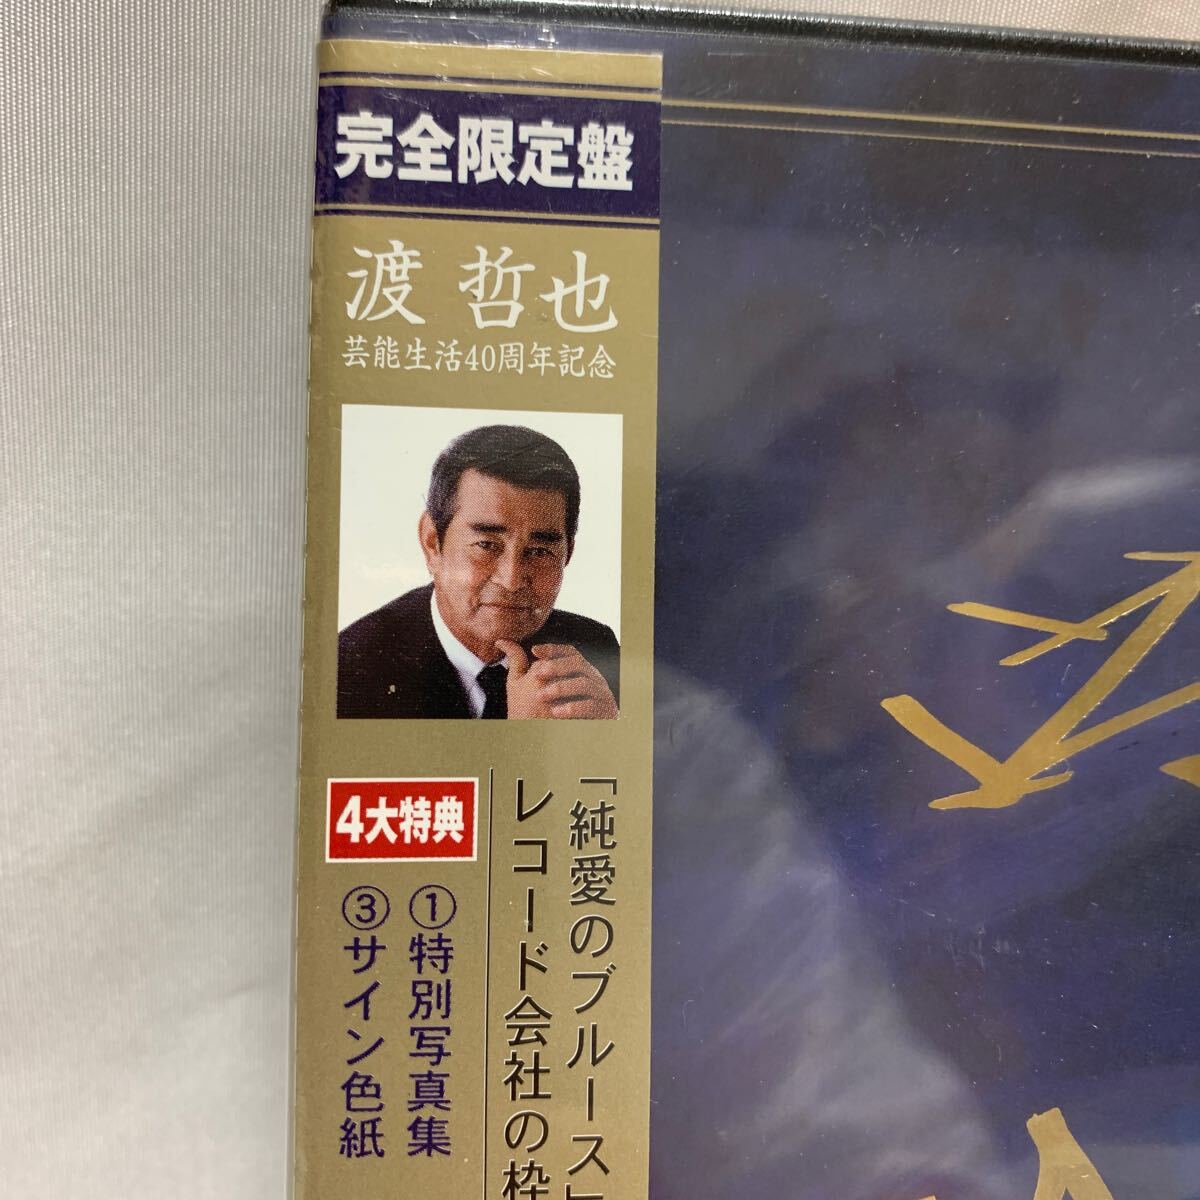 完全限定盤
渡 哲也
芸能生活40周年記念
「純愛のブルース」
レコード会社の枠
4大特典
①特別写真集
③サイン色紙